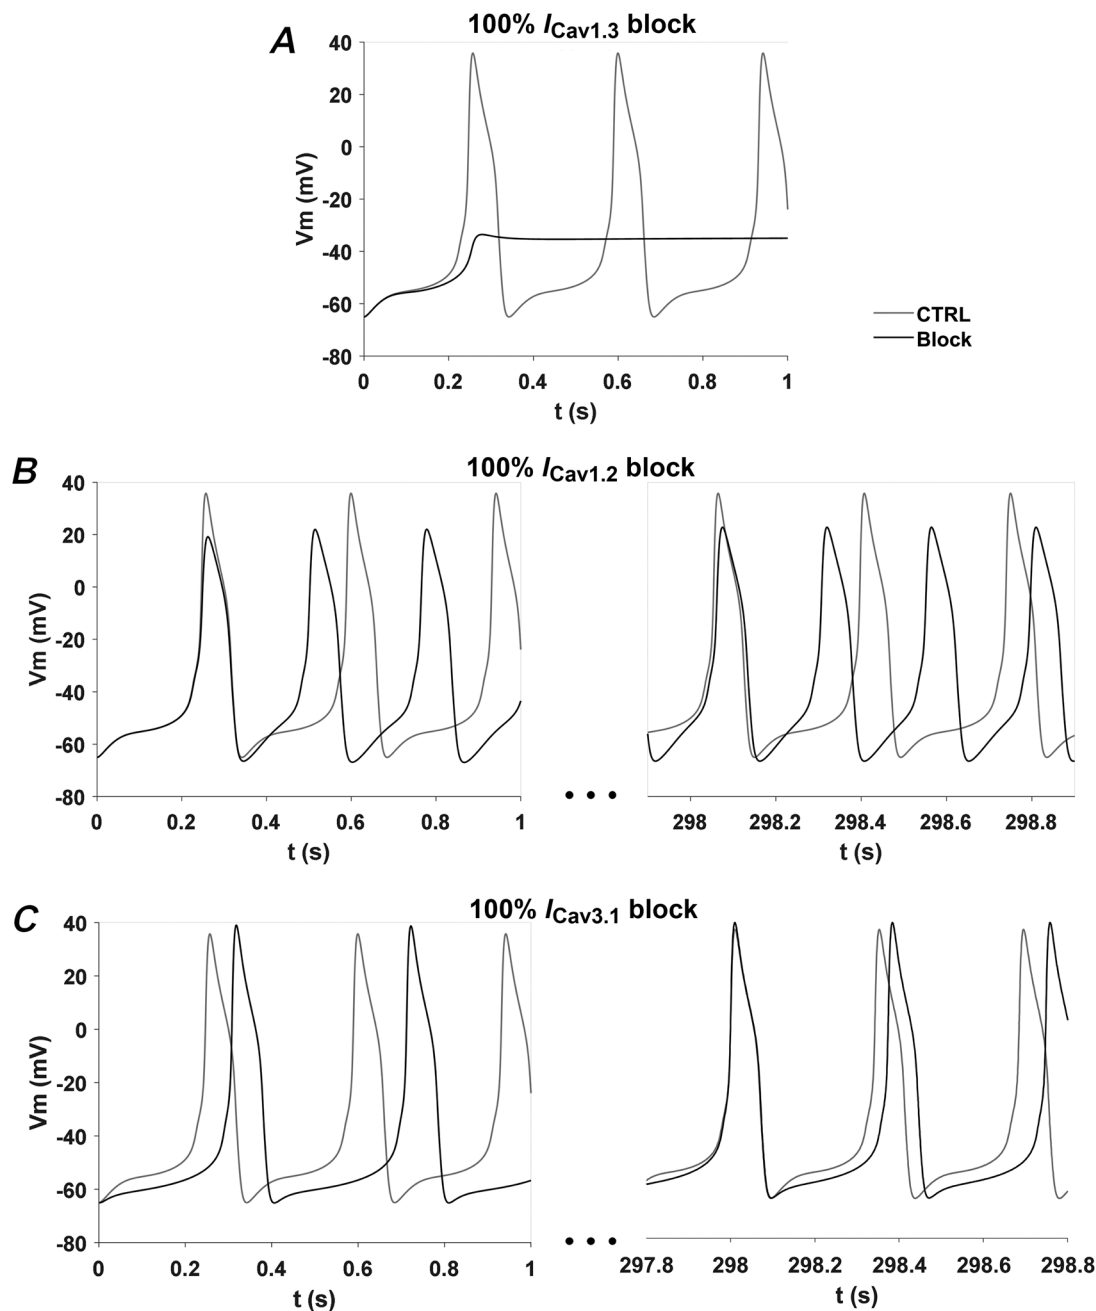 100% ICav1.3 block
A
40
20
0
-20
-40
-60
-80
Vm (mV)
0 0.2 0.4 0.6 0.8 1
t (s)
CTRL
Block
100% ICav1.2 block
B
40
20
0
-20
-40
-60
-80
Vm (mV)
0 0.2 0.4 0.6 0.8 1
t (s)
• • •
298 298.2 298.4 298.6 298.8
t (s)
100% ICav3.1 block
C
40
20
0
-20
-40
-60
-80
Vm (mV)
0 0.2 0.4 0.6 0.8 1
t (s)
• • •
297.8 298 298.2 298.4 298.6 298.8
t (s)